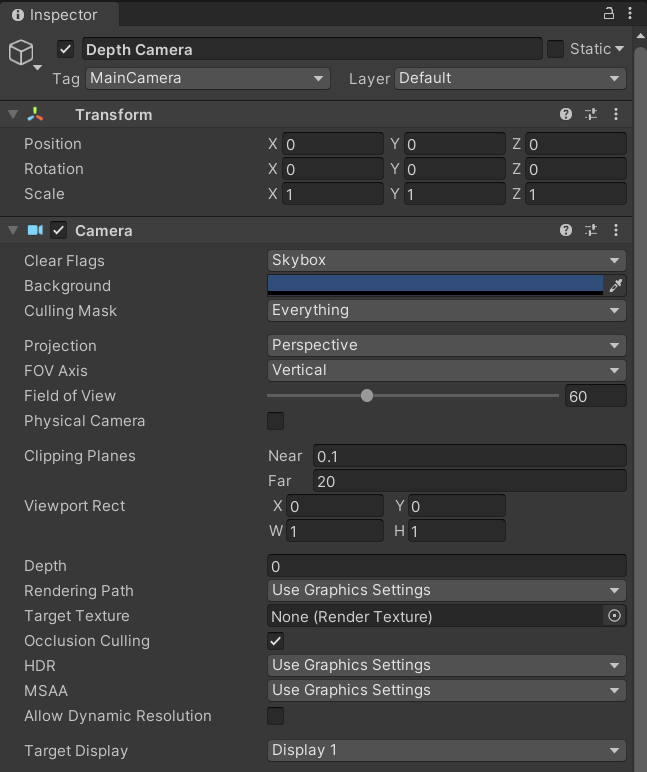 Inspector
Depth Camera Static
Tag MainCamera Layer Default
Transform
Position X 0 Y 0 Z 0
Rotation X 0 Y 0 Z 0
Scale X 1 Y 1 Z 1
Camera
Clear Flags Skybox
Background
Culling Mask Everything
Projection Perspective
FOV Axis Vertical
Field of View 60
Physical Camera
Clipping Planes Near 0.1
Far 20
Viewport Rect X 0 Y 0
W 1 H 1
Depth 0
Rendering Path Use Graphics Settings
Target Texture None (Render Texture)
Occlusion Culling
HDR Use Graphics Settings
MSAA Use Graphics Settings
Allow Dynamic Resolution
Target Display Display 1